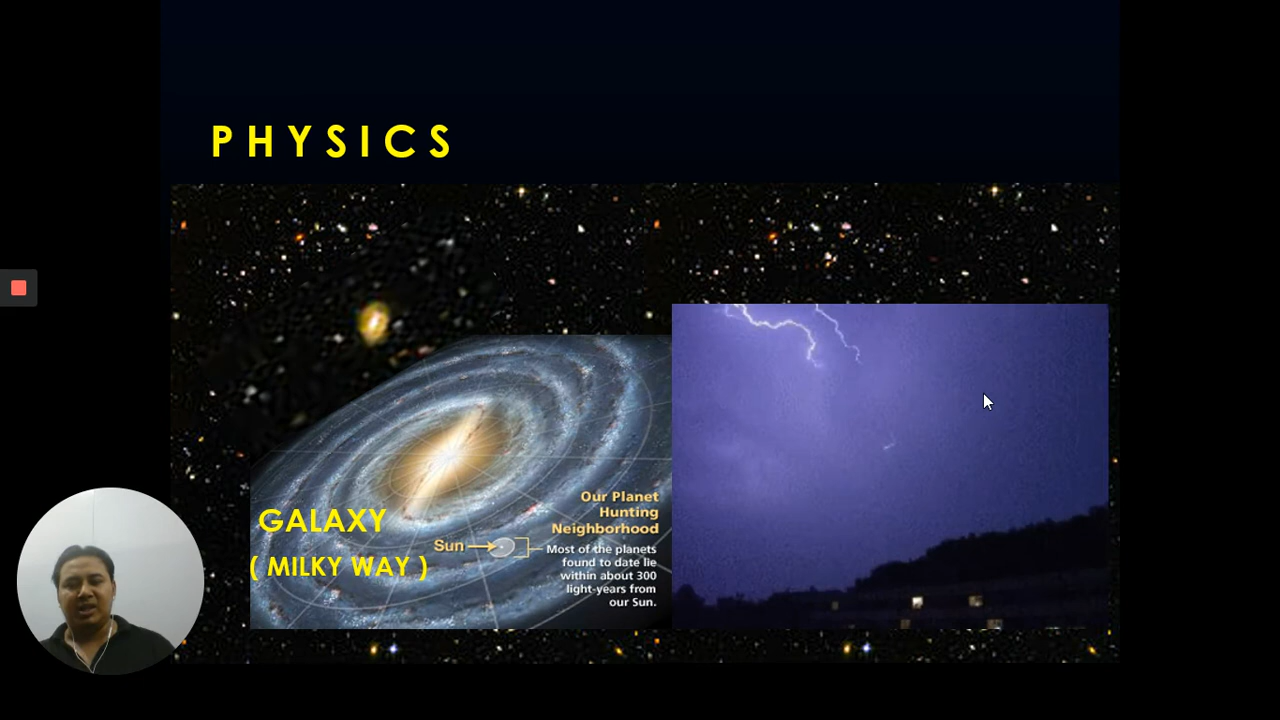 PHYSICS
GALAXY
( MILKY WAY )
Sun
Our Planet
Hunting
Neighborhood
Most of the planets
found to date lie
within about 300
light-years from
our Sun.